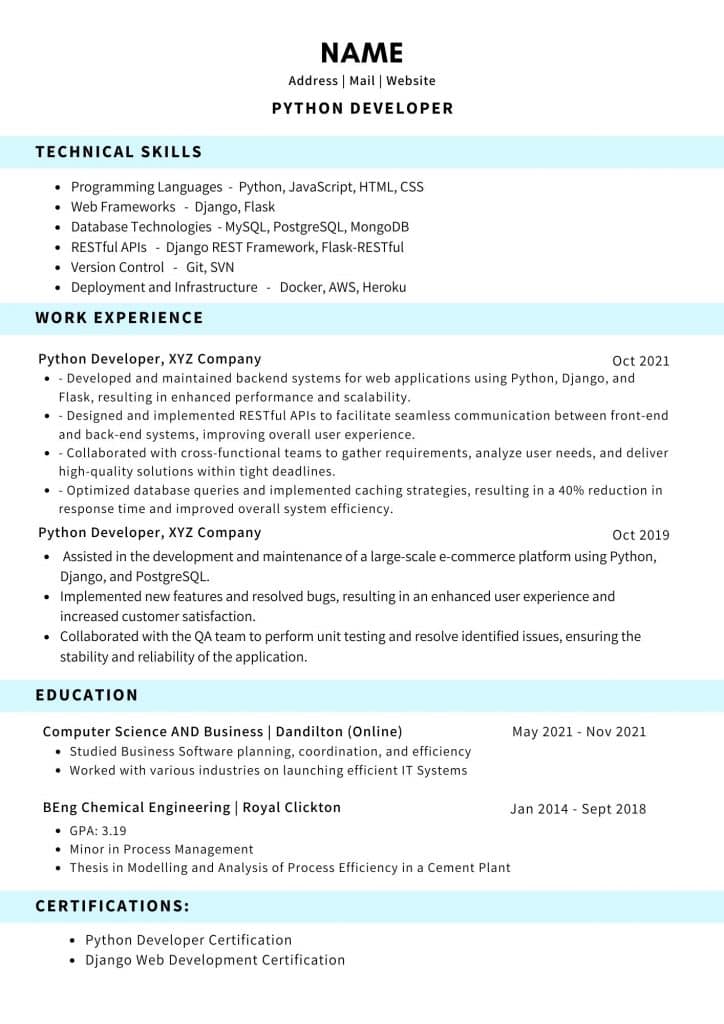 NAME
Address | Mail | Website
PYTHON DEVELOPER
TECHNICAL SKILLS
• Programming Languages - Python, JavaScript, HTML, CSS
• Web Frameworks - Django, Flask
• Database Technologies - MySQL, PostgreSQL, MongoDB
• RESTful APIs - Django REST Framework, Flask-RESTful
• Version Control - Git, SVN
• Deployment and Infrastructure - Docker, AWS, Heroku
WORK EXPERIENCE
Python Developer, XYZ Company Oct 2021
• - Developed and maintained backend systems for web applications using Python, Django, and
Flask, resulting in enhanced performance and scalability.
• - Designed and implemented RESTful APIs to facilitate seamless communication between front-end
and back-end systems, improving overall user experience.
• - Collaborated with cross-functional teams to gather requirements, analyze user needs, and deliver
high-quality solutions within tight deadlines.
• - Optimized database queries and implemented caching strategies, resulting in a 40% reduction in
response time and improved overall system efficiency.
Python Developer, XYZ Company Oct 2019
• Assisted in the development and maintenance of a large-scale e-commerce platform using Python,
Django, and PostgreSQL.
• Implemented new features and resolved bugs, resulting in an enhanced user experience and
increased customer satisfaction.
• Collaborated with the QA team to perform unit testing and resolve identified issues, ensuring the
stability and reliability of the application.
EDUCATION
Computer Science AND Business | Dandilton (Online) May 2021 - Nov 2021
• Studied Business Software planning, coordination, and efficiency
• Worked with various industries on launching efficient IT Systems
BEng Chemical Engineering | Royal Clickton Jan 2014 - Sept 2018
• GPA: 3.19
• Minor in Process Management
• Thesis in Modelling and Analysis of Process Efficiency in a Cement Plant
CERTIFICATIONS:
• Python Developer Certification
• Django Web Development Certification